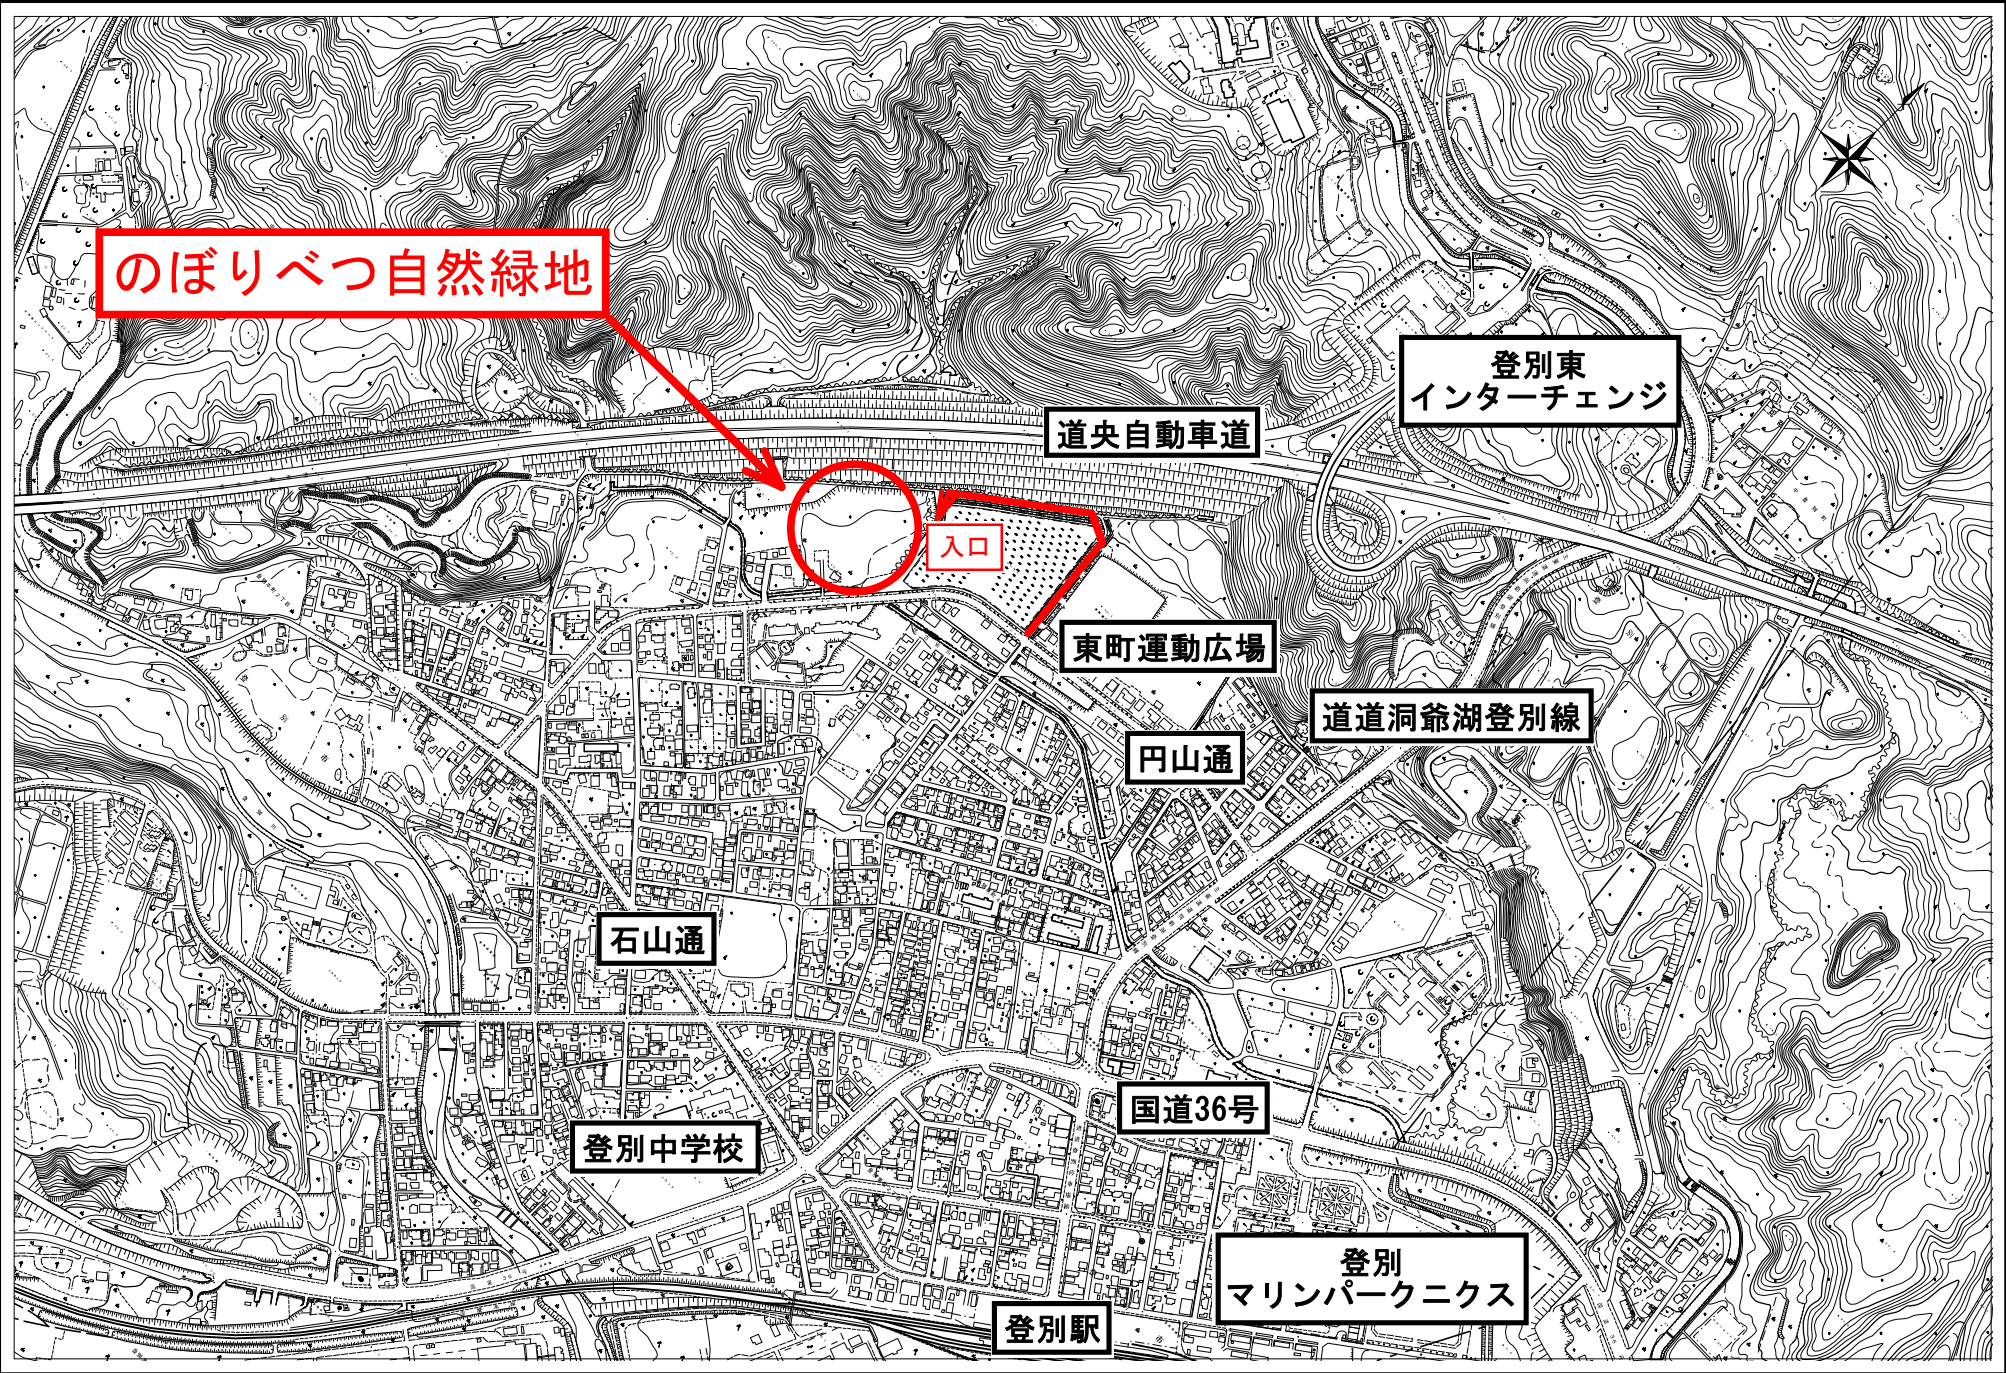 のぼりべつ自然緑地
登別東
インターチェンジ
道央自動車道
入口
東町運動広場
道道洞爺湖登別線
円山通
石山通
国道36号
登別中学校
登別
マリンパークニクス
登別駅